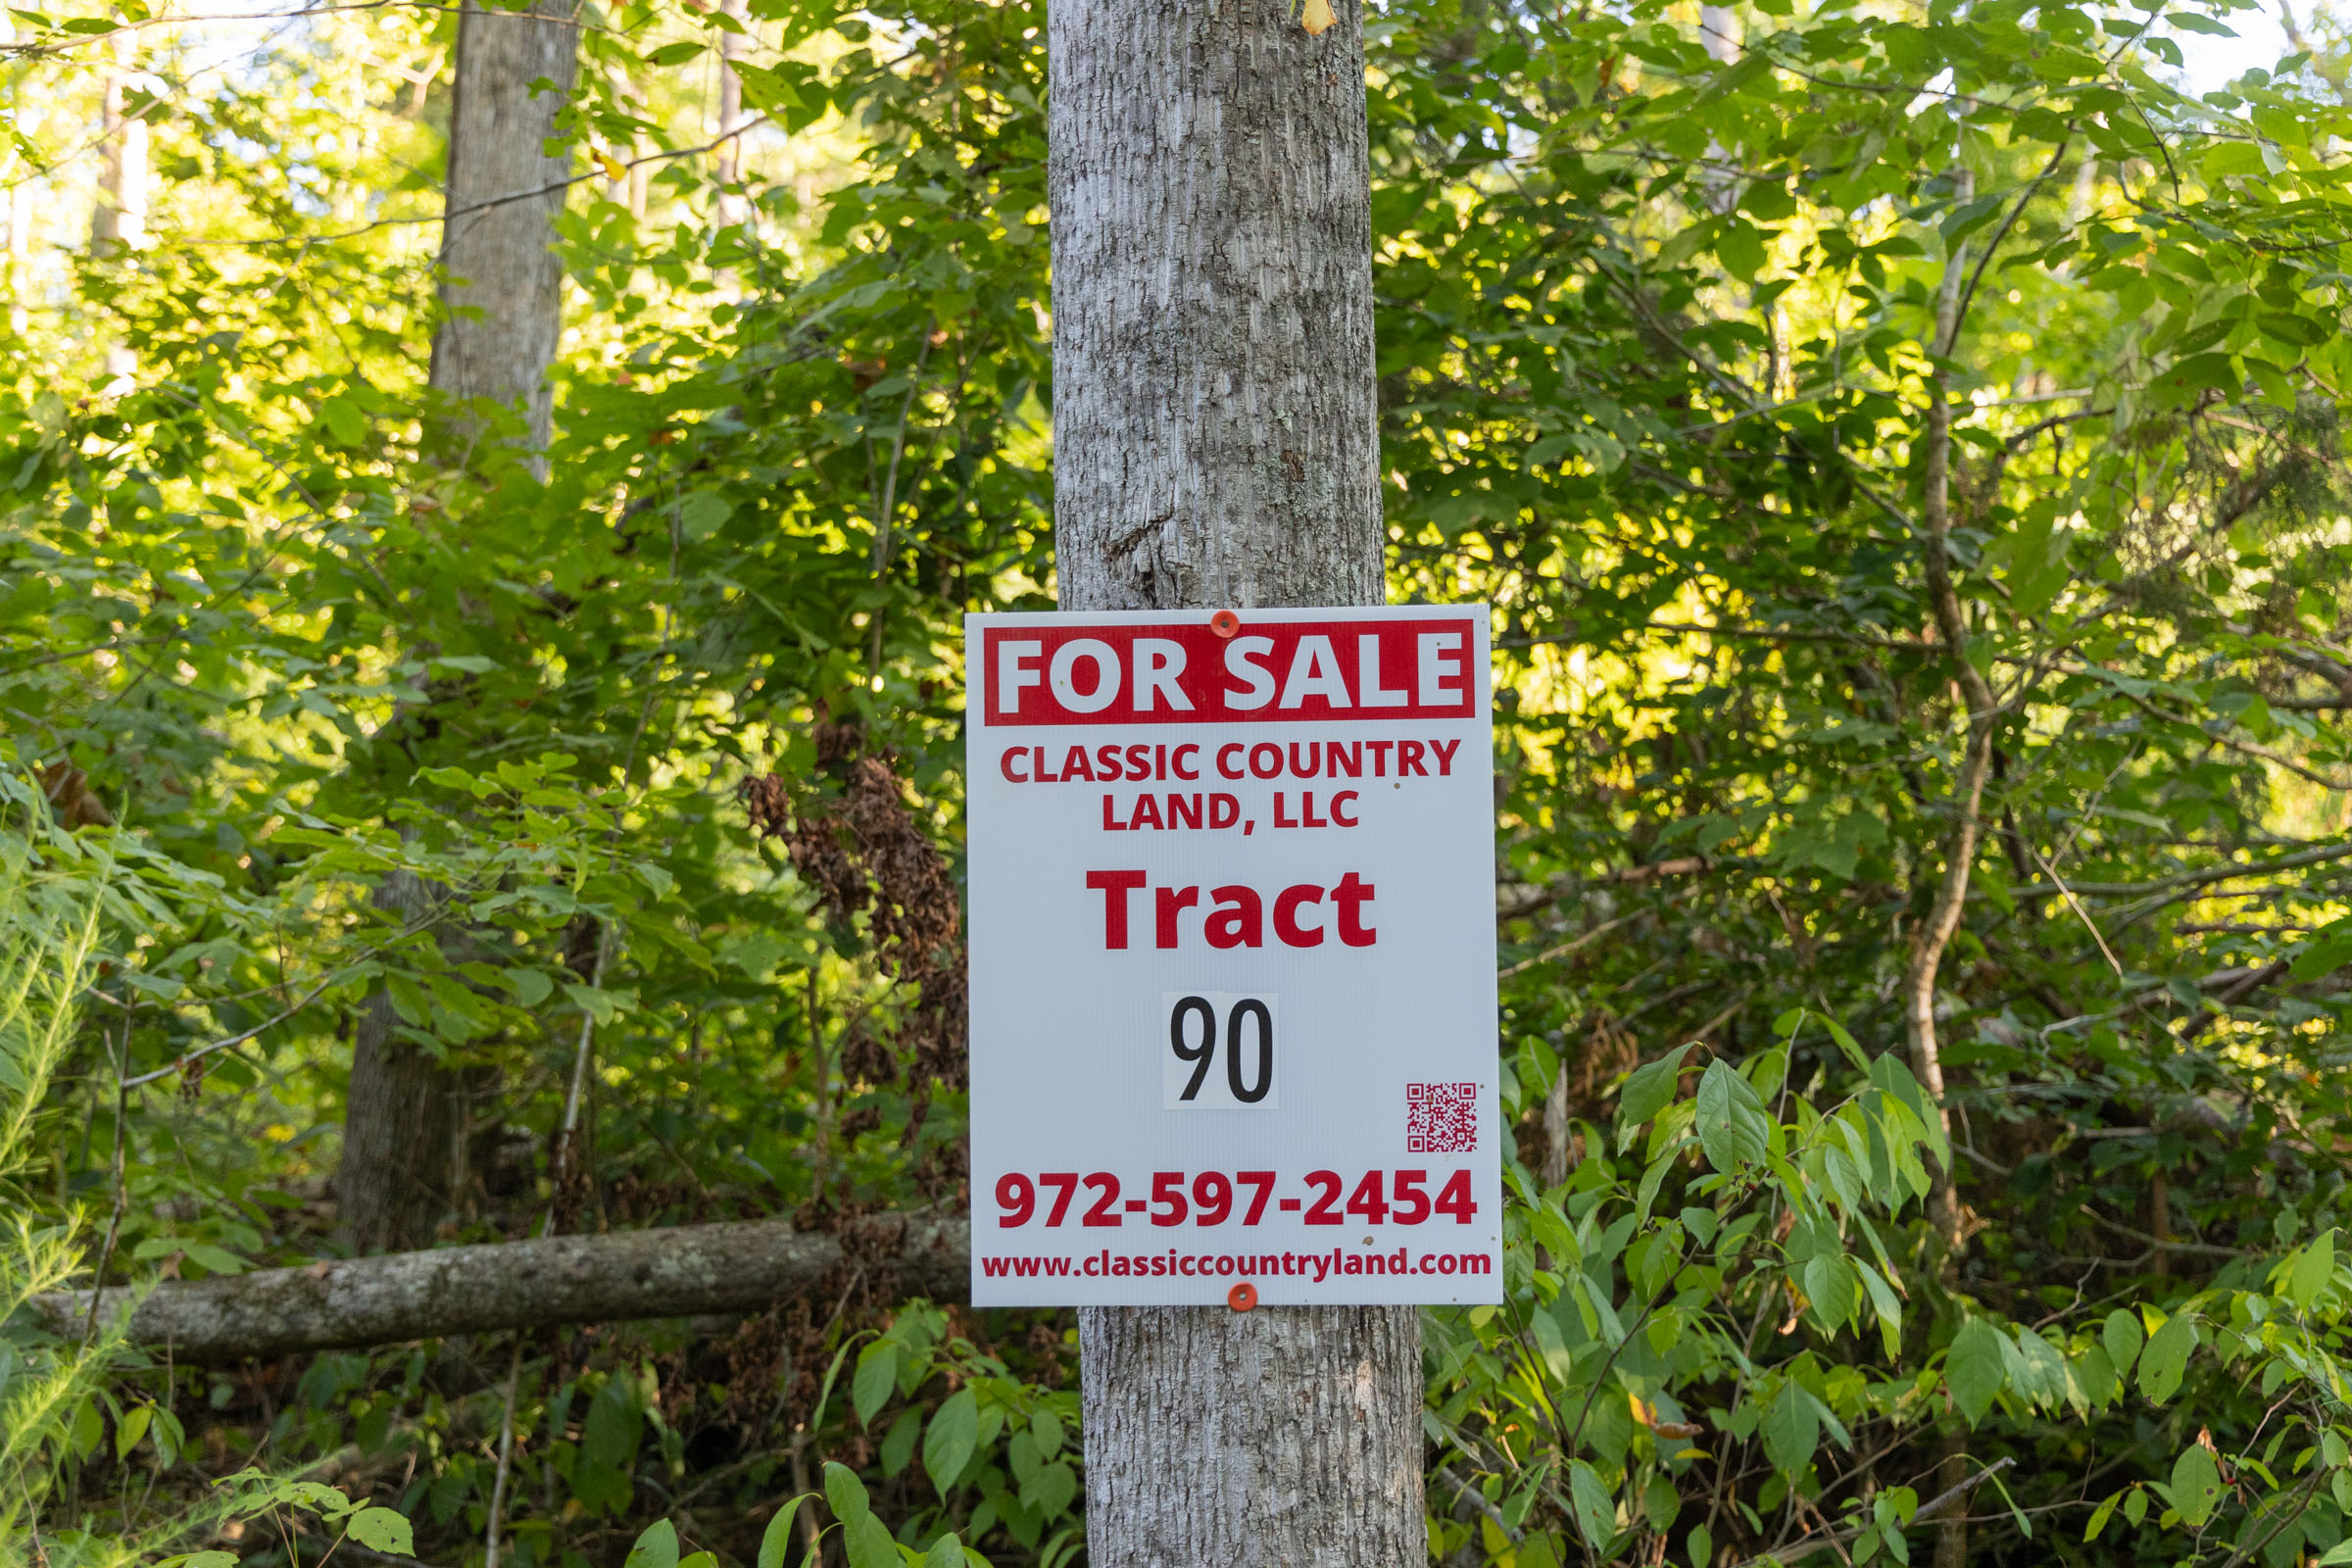 FOR SALE
CLASSIC COUNTRY
LAND, LLC
Tract
90
972-597-2454
www.classiccountryland.com